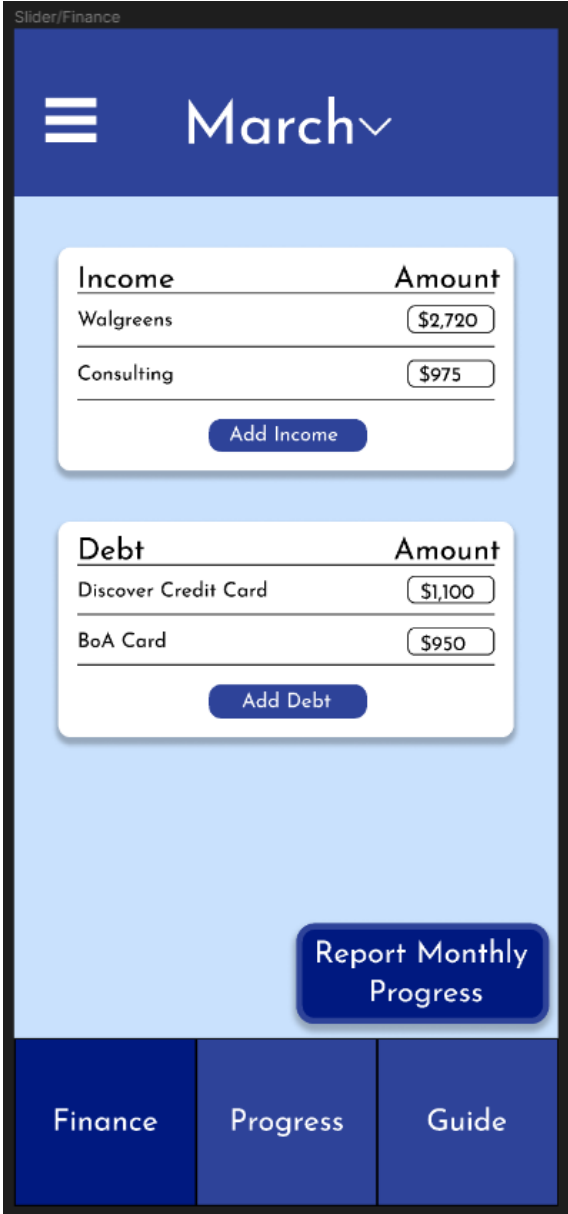 Slider/Finance
March
Income Amount
Walgreens $2,720
Consulting $975
Add Income
Debt Amount
Discover Credit Card $1,100
BoA Card $950
Add Debt
Report Monthly
Progress
Finance Progress Guide